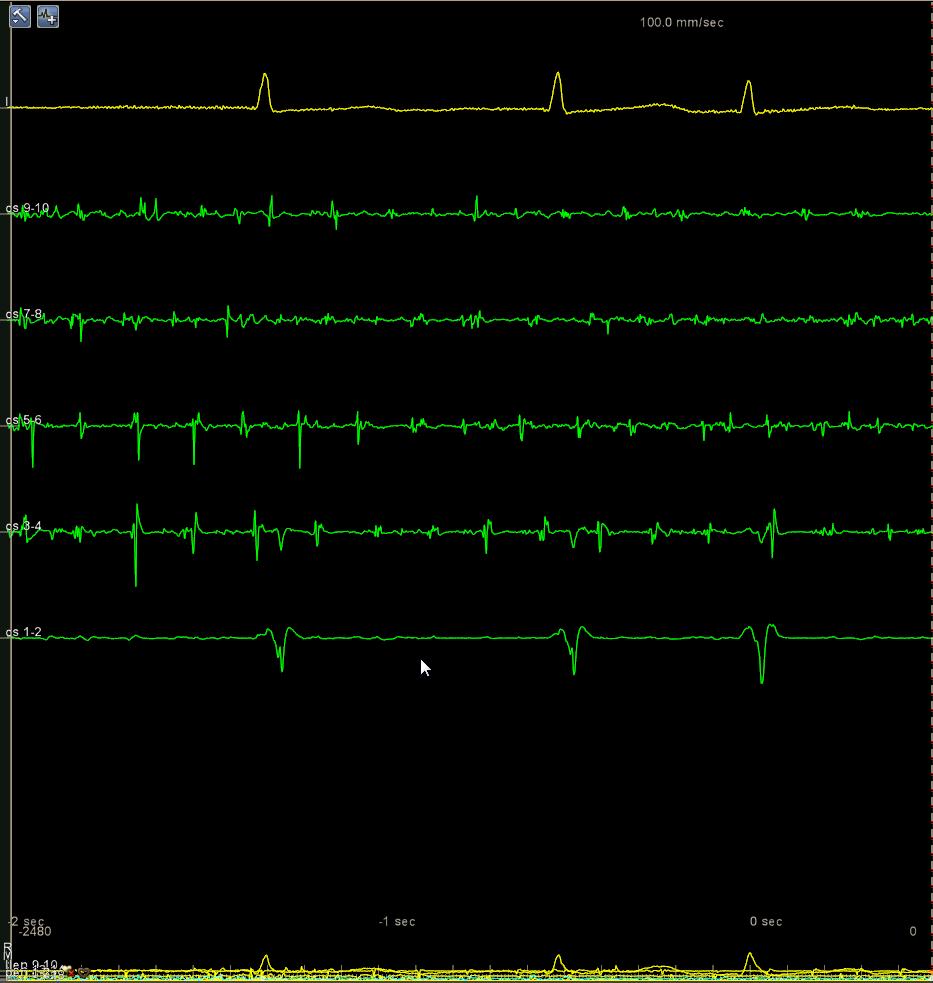 100.0 mm/sec
I
cs 9-10
cs 7-8
cs 5-6
cs 3-4
cs 1-2
-2 sec
-1 sec
0 sec
-2480
0